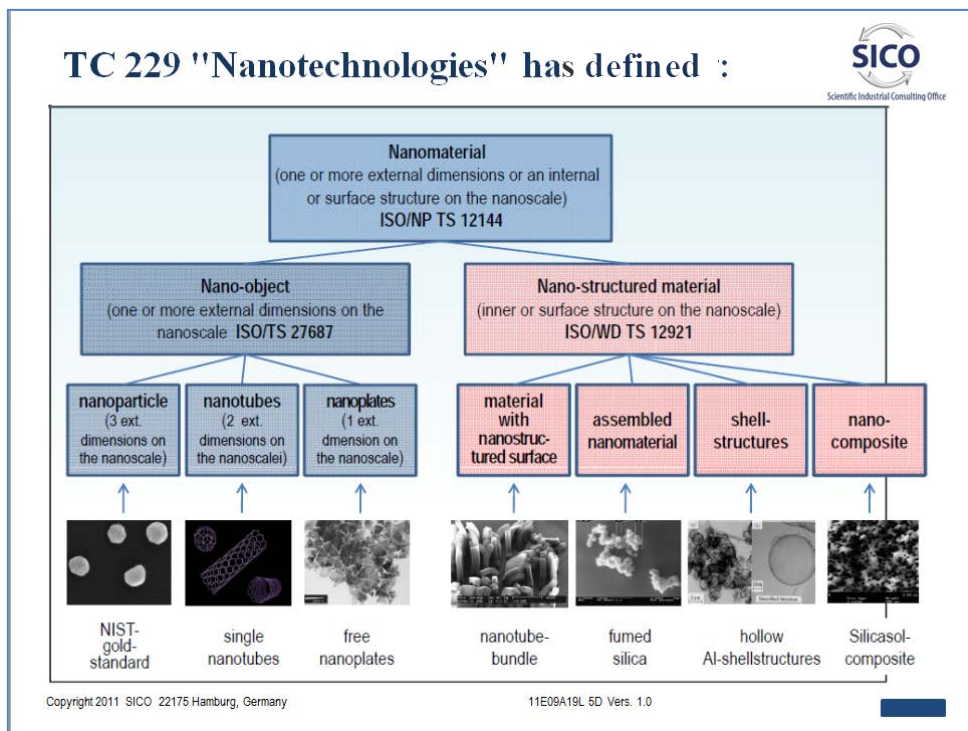 TC 229 "Nanotechnologies" has defined :
SICO
Scientific Industrial Consulting Office
Nanomaterial
(one or more external dimensions or an internal
or surface structure on the nanoscale)
ISO/NP TS 12144
Nano-object
(one or more external dimensions on the
nanoscale ISO/TS 27687
Nano-structured material
(inner or surface structure on the nanoscale)
ISO/WD TS 12921
nanoparticle
(3 ext.
dimensions on
the nanoscale)
nanotubes
(2 ext.
dimensions on
the nanoscalei)
nanoplates
(1 ext.
dimension on
the nanoscale)
material
with
nanostruc-
tured surface
assembled
nanomaterial
shell-
structures
nano-
composite
NIST-
gold-
standard
single
nanotubes
free
nanoplates
nanotube-
bundle
fumed
silica
hollow
Al-shellstructures
Silicasol-
composite
Copyright 2011 SICO 22175 Hamburg, Germany
11E09A19L 5D Vers. 1.0